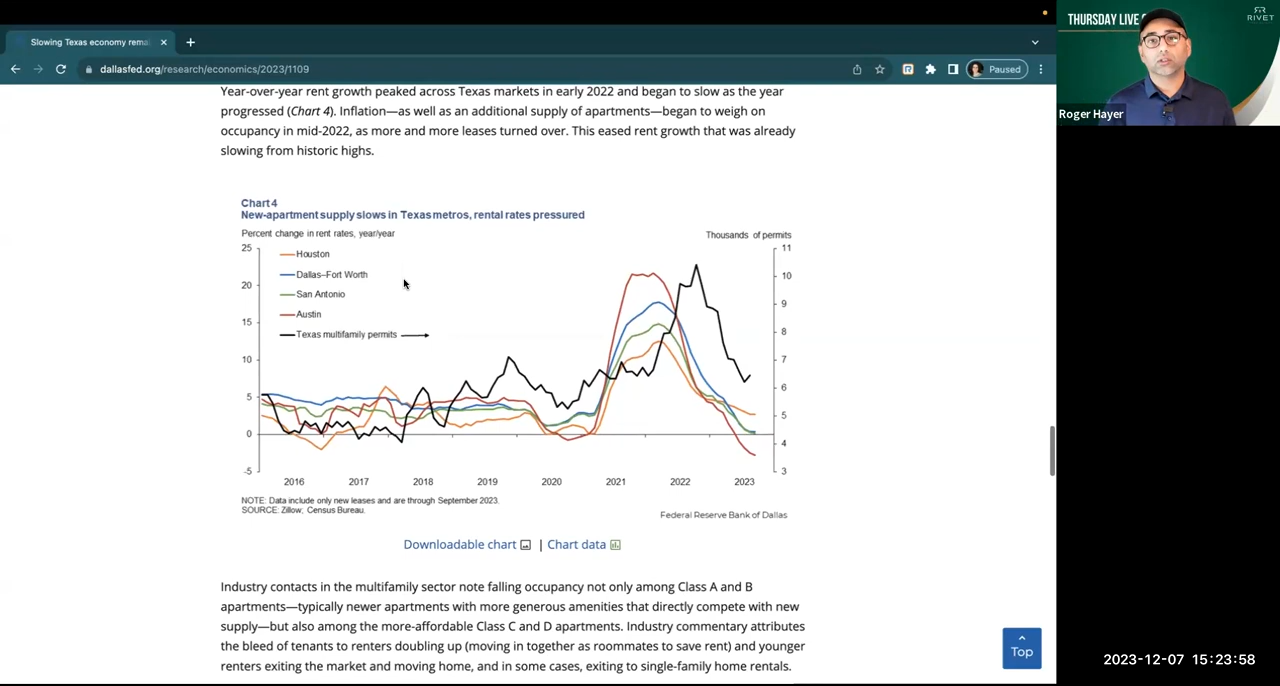 Slowing Texas economy rema
dallasfed.org/research/economics/2023/1109
Paused
THURSDAY LIVE
RIVET
Roger Hayer
Year-over-year rent growth peaked across Texas markets in early 2022 and began to slow as the year
progressed (Chart 4). Inflation—as well as an additional supply of apartments—began to weigh on
occupancy in mid-2022, as more and more leases turned over. This eased rent growth that was already
slowing from historic highs.
Chart 4
New-apartment supply slows in Texas metros, rental rates pressured
Percent change in rent rates, year/year
Thousands of permits
25
20
15
10
5
0
-5
Houston
Dallas–Fort Worth
San Antonio
Austin
Texas multifamily permits
11
10
9
8
7
6
5
4
3
2016 2017 2018 2019 2020 2021 2022 2023
NOTE: Data include only new leases and are through September 2023.
SOURCE: Zillow; Census Bureau.
Federal Reserve Bank of Dallas
Downloadable chart | Chart data
Industry contacts in the multifamily sector note falling occupancy not only among Class A and B
apartments—typically newer apartments with more generous amenities that directly compete with new
supply—but also among the more-affordable Class C and D apartments. Industry commentary attributes
the bleed of tenants to renters doubling up (moving in together as roommates to save rent) and younger
renters exiting the market and moving home, and in some cases, exiting to single-family home rentals.
Top
2023-12-07 15:23:58